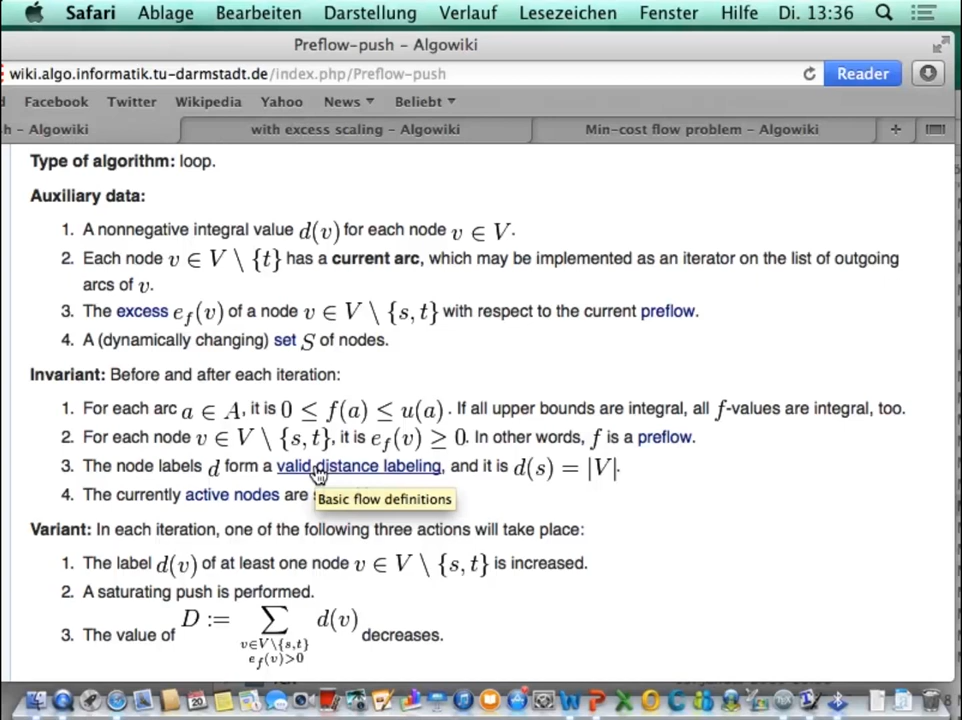 Safari Ablage Bearbeiten Darstellung Verlauf Lesezeichen Fenster Hilfe Di. 13:36
Preflow-push – Algowiki
wiki.algo.informatik.tu-darmstadt.de/index.php/Preflow-push Reader
Facebook Twitter Wikipedia Yahoo News ▾ Beliebt ▾
h – Algowiki with excess scaling – Algowiki Min-cost flow problem – Algowiki +
Type of algorithm: loop.
Auxiliary data:
1. A nonnegative integral value d(v) for each node v ∈ V.
2. Each node v ∈ V \ {t} has a current arc, which may be implemented as an iterator on the list of outgoing
arcs of v.
3. The excess e_f(v) of a node v ∈ V \ {s, t} with respect to the current preflow.
4. A (dynamically changing) set S of nodes.
Invariant: Before and after each iteration:
1. For each arc a ∈ A, it is 0 ≤ f(a) ≤ u(a). If all upper bounds are integral, all f-values are integral, too.
2. For each node v ∈ V \ {s, t}, it is e_f(v) ≥ 0. In other words, f is a preflow.
3. The node labels d form a valid distance labeling, and it is d(s) = |V|.
4. The currently active nodes are
Basic flow definitions
Variant: In each iteration, one of the following three actions will take place:
1. The label d(v) of at least one node v ∈ V \ {s, t} is increased.
2. A saturating push is performed.
3. The value of D := ∑ d(v) decreases.
v∈V\{s,t}
e_f(v)>0